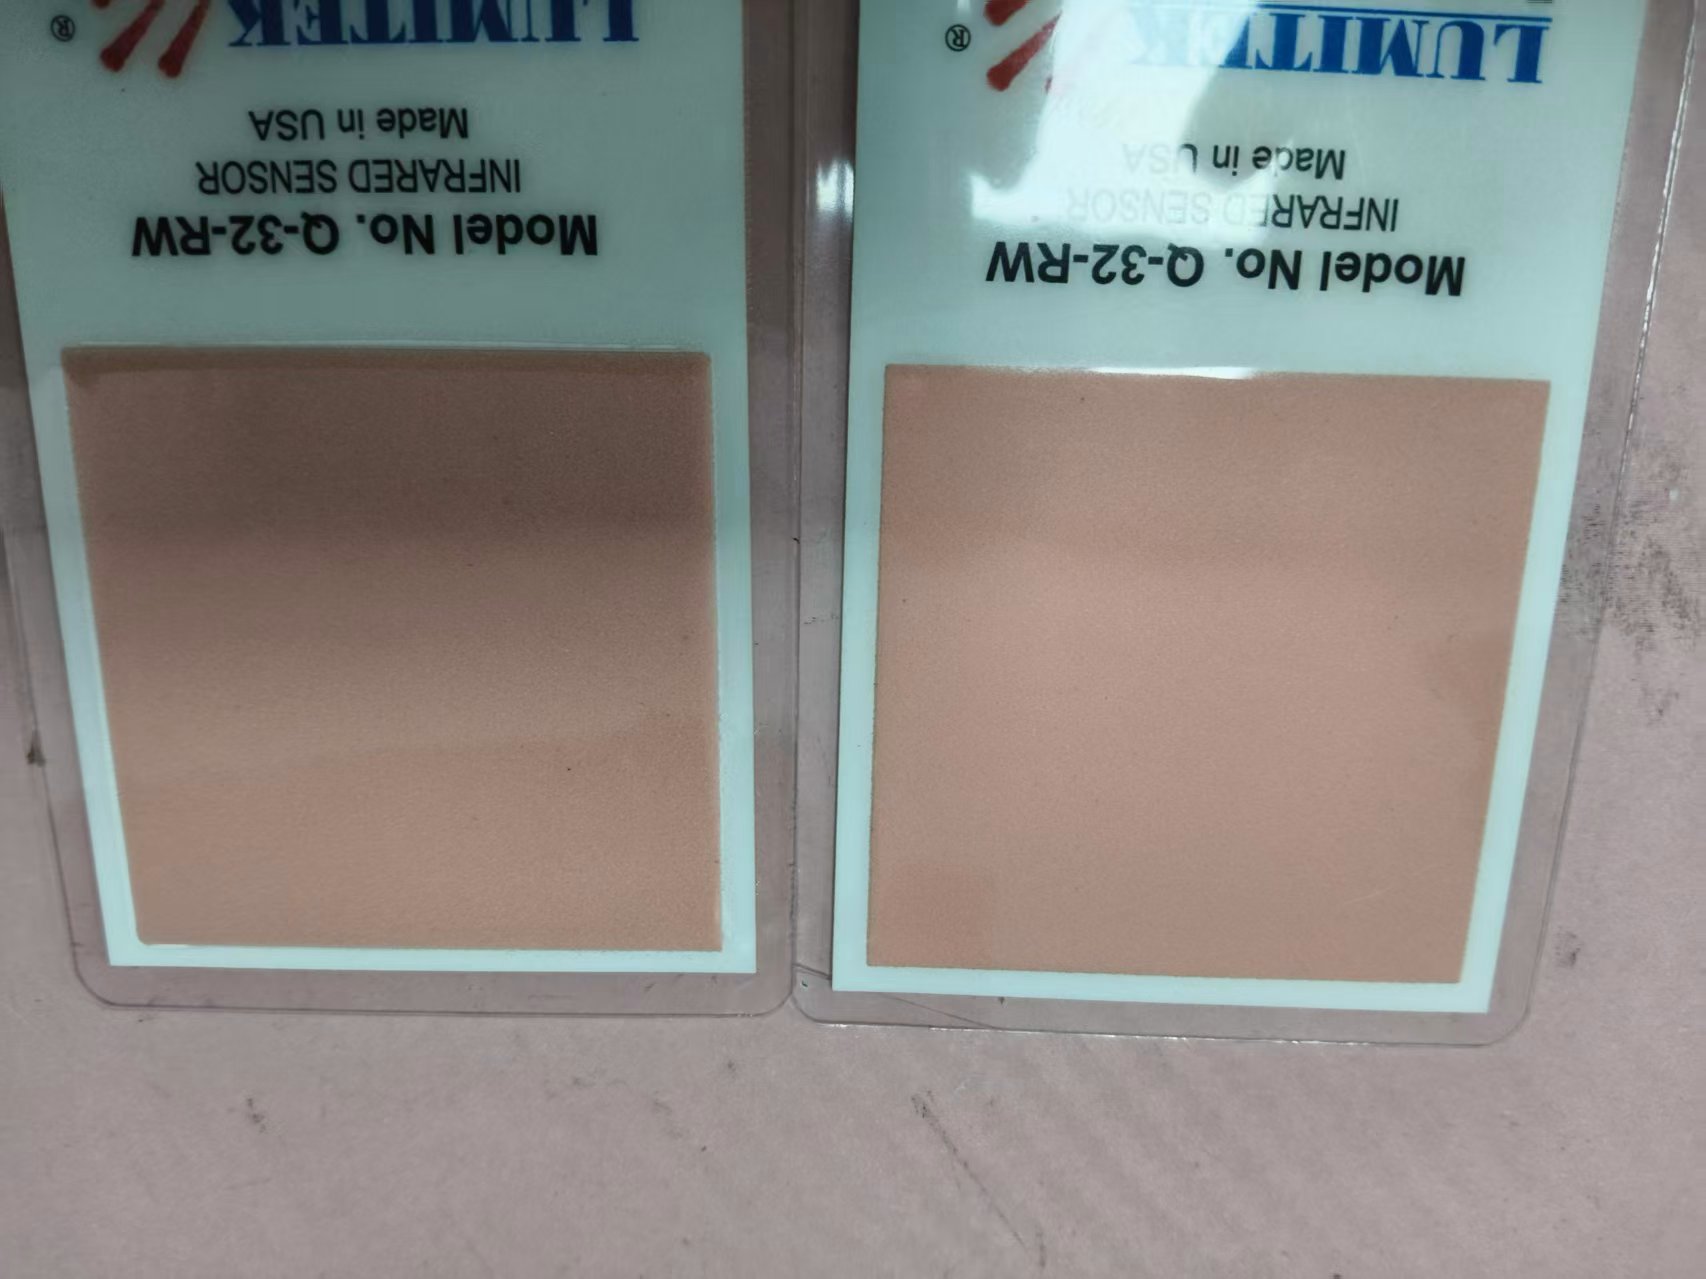 Model No. Q-32-RW
INFRARED SENSOR
Made in USA
LUMITEK ®
Model No. Q-32-RW
INFRARED SENSOR
Made in USA
LUMITEK ®